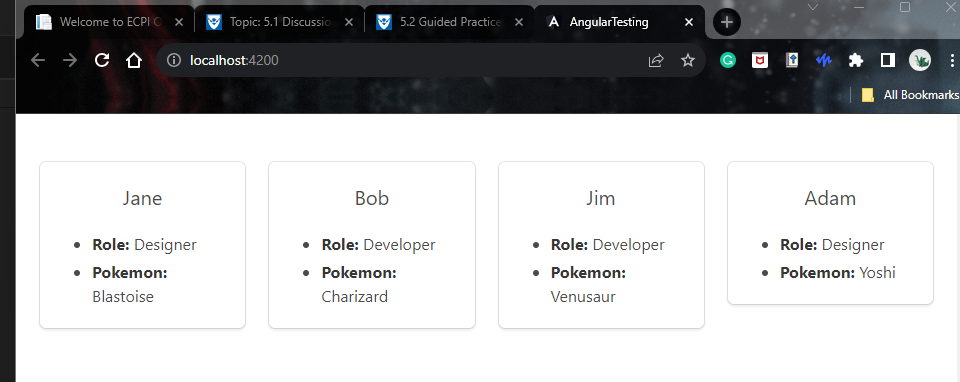 Welcome to ECPI C
Topic: 5.1 Discussio
5.2 Guided Practice
AngularTesting
localhost:4200
All Bookmarks
Jane
Role: Designer
Pokemon:
Blastoise
Bob
Role: Developer
Pokemon:
Charizard
Jim
Role: Developer
Pokemon:
Venusaur
Adam
Role: Designer
Pokemon: Yoshi